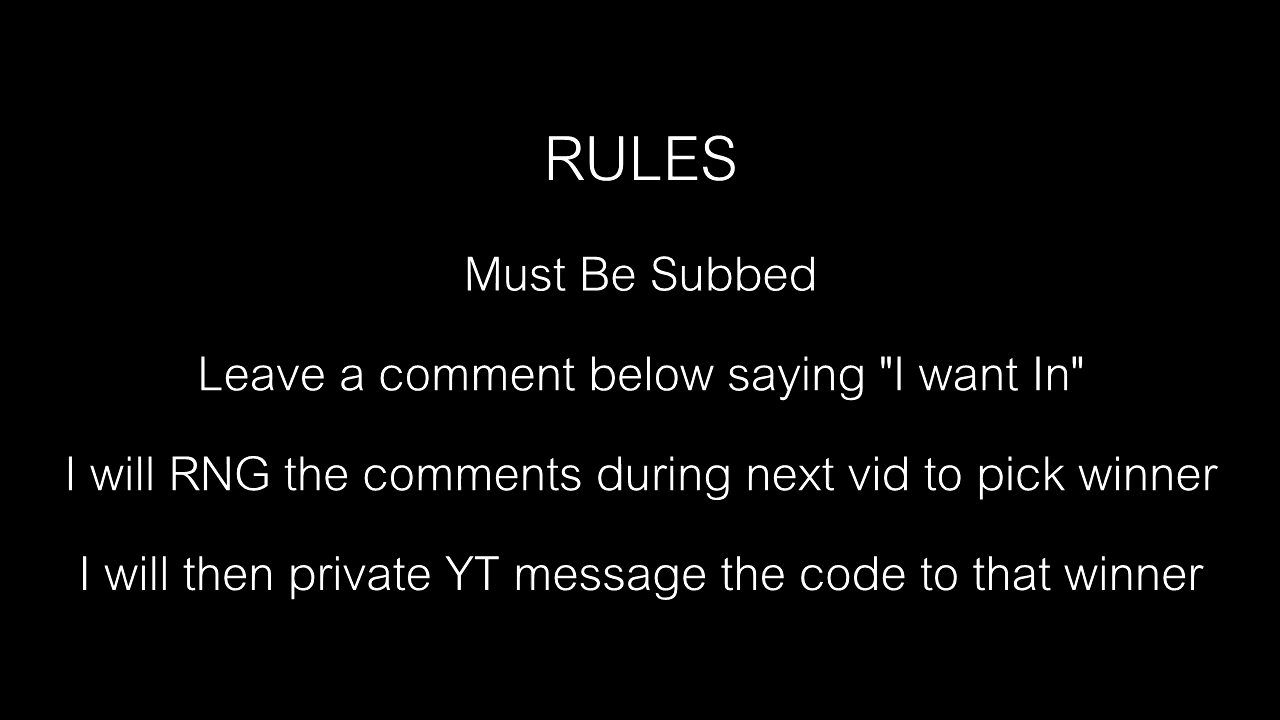 RULES
Must Be Subbed
Leave a comment below saying "I want In"
I will RNG the comments during next vid to pick winner
I will then private YT message the code to that winner